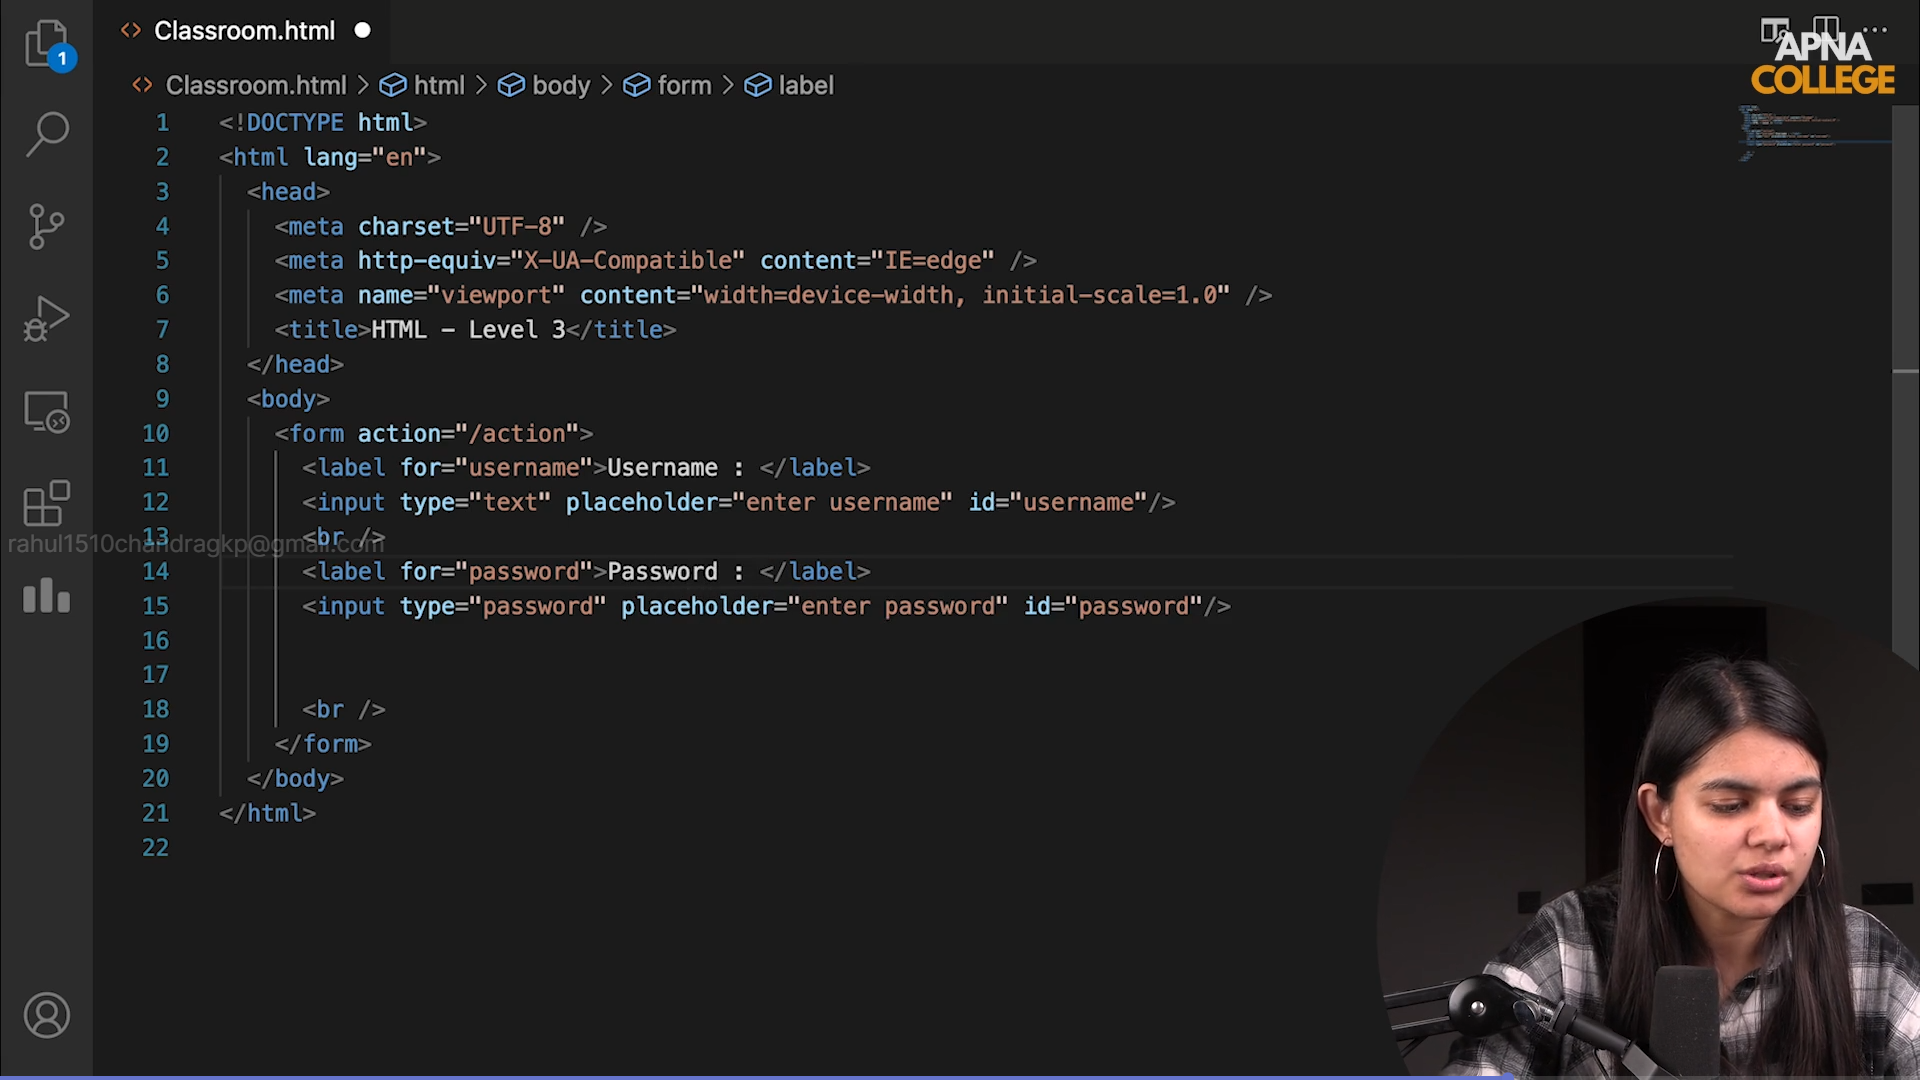 Classroom.html
1
APNA
COLLEGE
Classroom.html > html > body > form > label
1 <!DOCTYPE html>
2 <html lang="en">
3 <head>
4 <meta charset="UTF-8" />
5 <meta http-equiv="X-UA-Compatible" content="IE=edge" />
6 <meta name="viewport" content="width=device-width, initial-scale=1.0" />
7 <title>HTML - Level 3</title>
8 </head>
9 <body>
10 <form action="/action">
11 <label for="username">Username : </label>
12 <input type="text" placeholder="enter username" id="username"/>
13 <br />
rahul1510chandragkp@gmail.com
14 <label for="password">Password : </label>
15 <input type="password" placeholder="enter password" id="password"/>
16
17
18 <br />
19 </form>
20 </body>
21 </html>
22